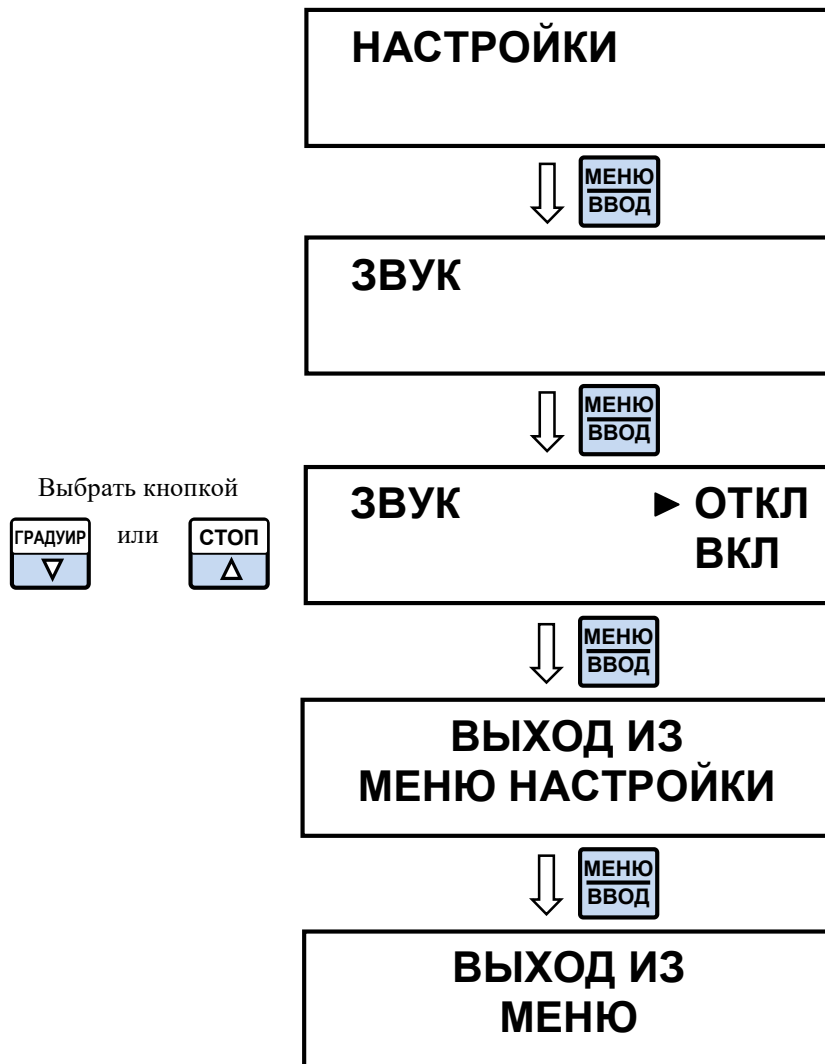 НАСТРОЙКИ
МЕНЮ
ВВОД
ЗВУК
МЕНЮ
ВВОД
Выбрать кнопкой
ГРАДУИР или СТОП
ЗВУК ► ОТКЛ
ВКЛ
МЕНЮ
ВВОД
ВЫХОД ИЗ
МЕНЮ НАСТРОЙКИ
МЕНЮ
ВВОД
ВЫХОД ИЗ
МЕНЮ